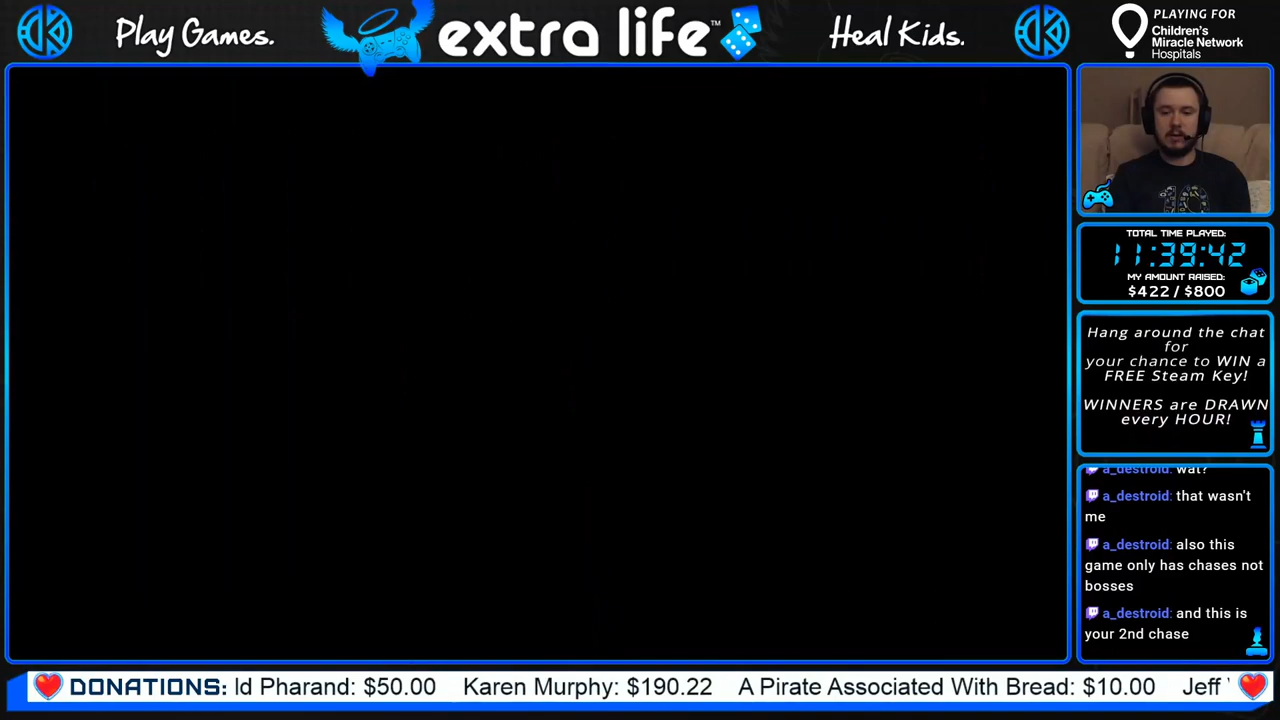 Play Games.
extra life™
Heal Kids.
PLAYING FOR
Children's
Miracle Network
Hospitals
TOTAL TIME PLAYED:
11:39:42
MY AMOUNT RAISED:
$422 / $800
Hang around the chat
for
your chance to WIN a
FREE Steam Key!
WINNERS are DRAWN
every HOUR!
a_destroid: wat?
a_destroid: that wasn't
me
a_destroid: also this
game only has chases not
bosses
a_destroid: and this is
your 2nd chase
DONATIONS: ld Pharand: $50.00 Karen Murphy: $190.22 A Pirate Associated With Bread: $10.00 Jeff